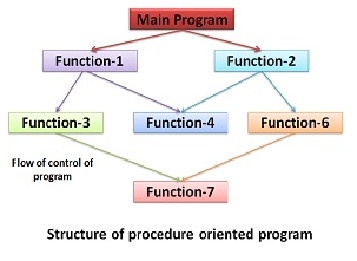 Main Program
Function-1
Function-2
Function-3
Function-4
Function-6
Flow of control of
program
Function-7
Structure of procedure oriented program